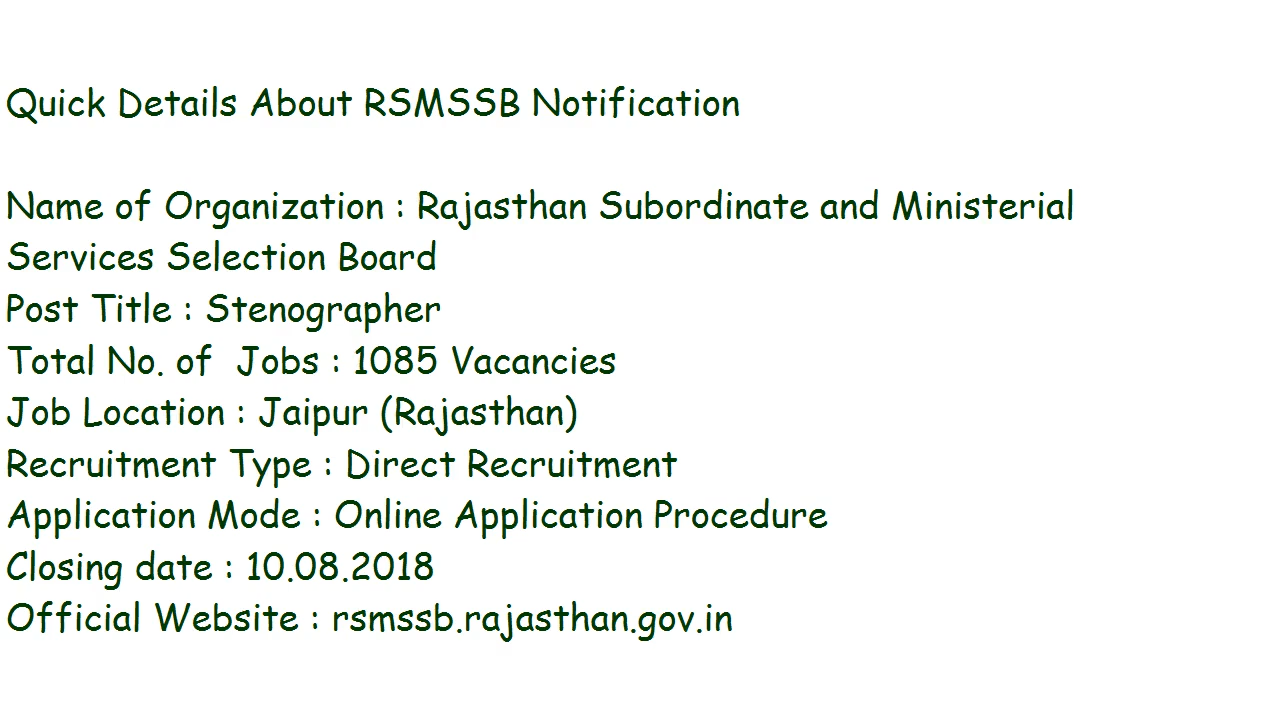 Quick Details About RSMSSB Notification
Name of Organization : Rajasthan Subordinate and Ministerial
Services Selection Board
Post Title : Stenographer
Total No. of  Jobs : 1085 Vacancies
Job Location : Jaipur (Rajasthan)
Recruitment Type : Direct Recruitment
Application Mode : Online Application Procedure
Closing date : 10.08.2018
Official Website : rsmssb.rajasthan.gov.in